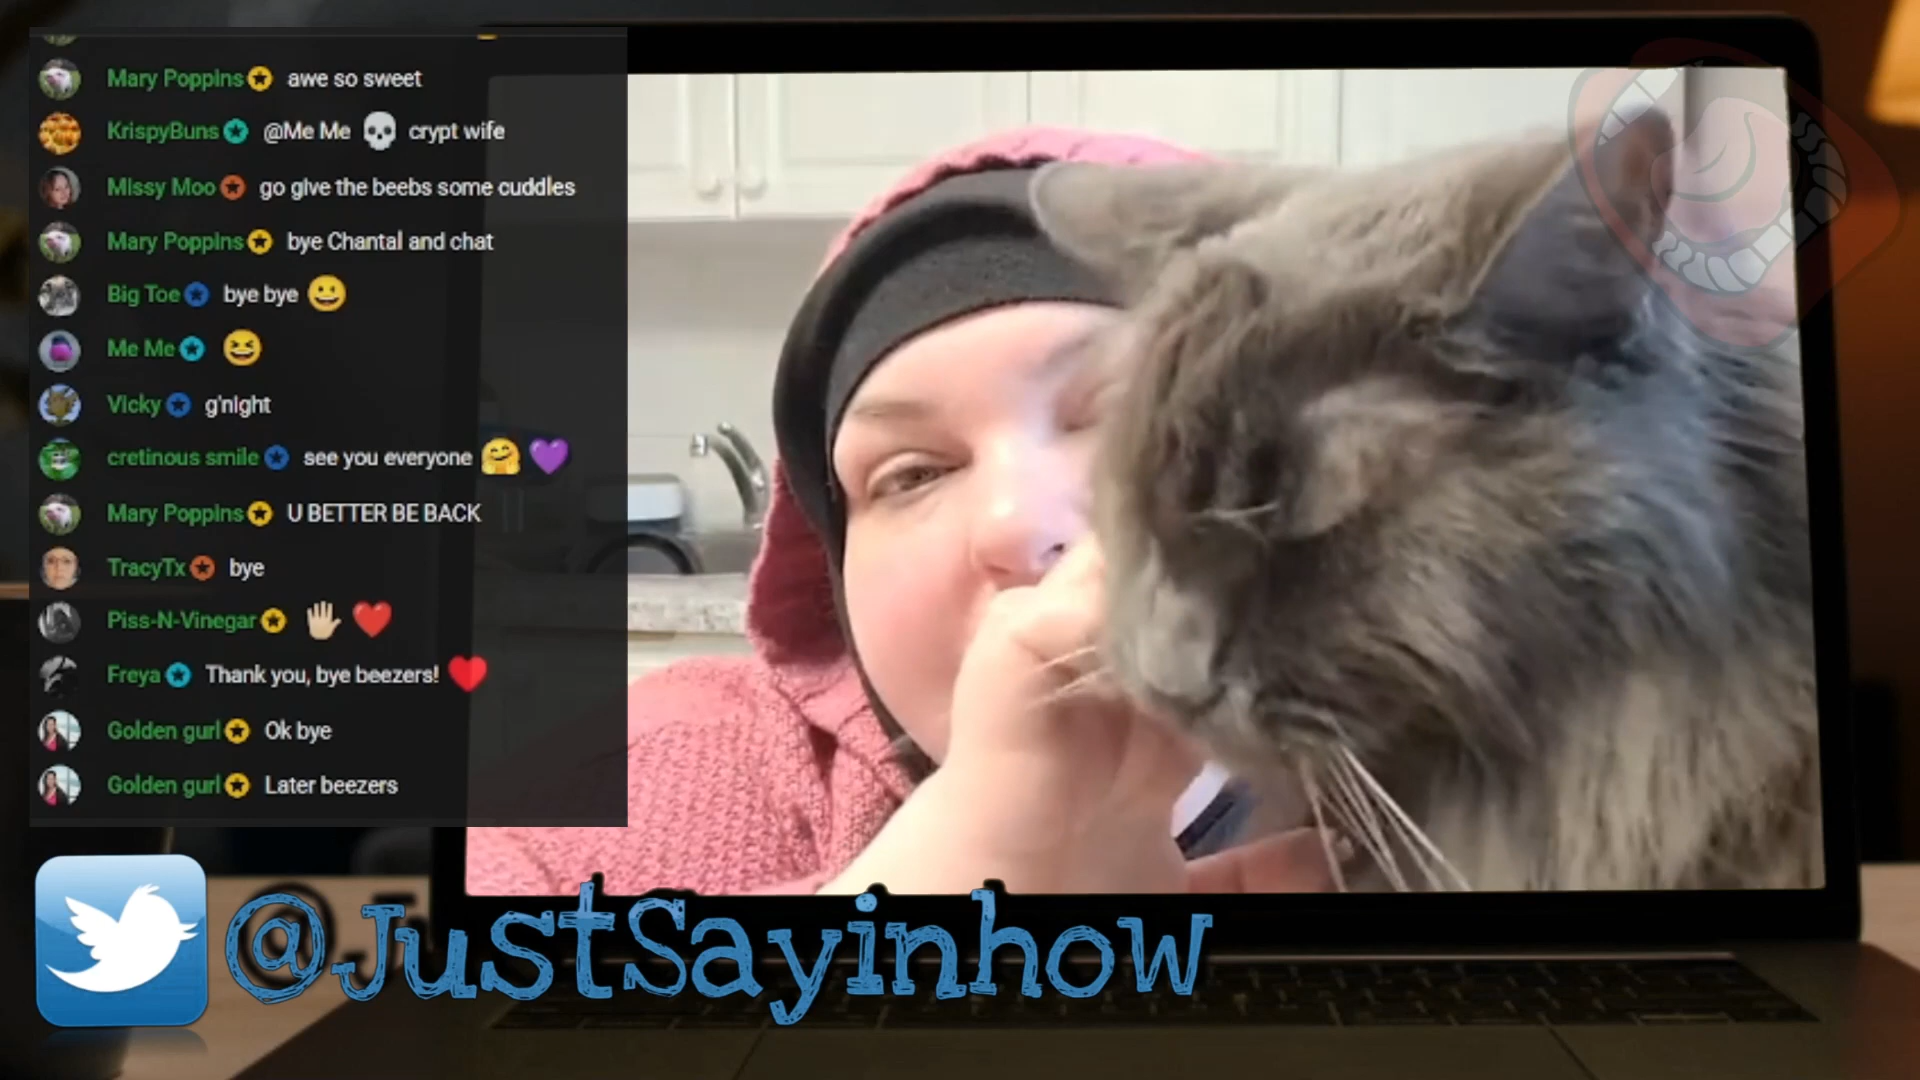 Mary Poppins awe so sweet
KrispyBuns @Me Me 💀 crypt wife
Missy Moo go give the beebs some cuddles
Mary Poppins bye Chantal and chat
Big Toe bye bye 😀
Me Me 😆
Vicky g'night
cretinous smile see you everyone 🤗 💜
Mary Poppins U BETTER BE BACK
TracyTx bye
Piss-N-Vinegar 🖐🏼 ❤️
Freya Thank you, bye beezers! ❤️
Golden gurl Ok bye
Golden gurl Later beezers
@JustSayinhow